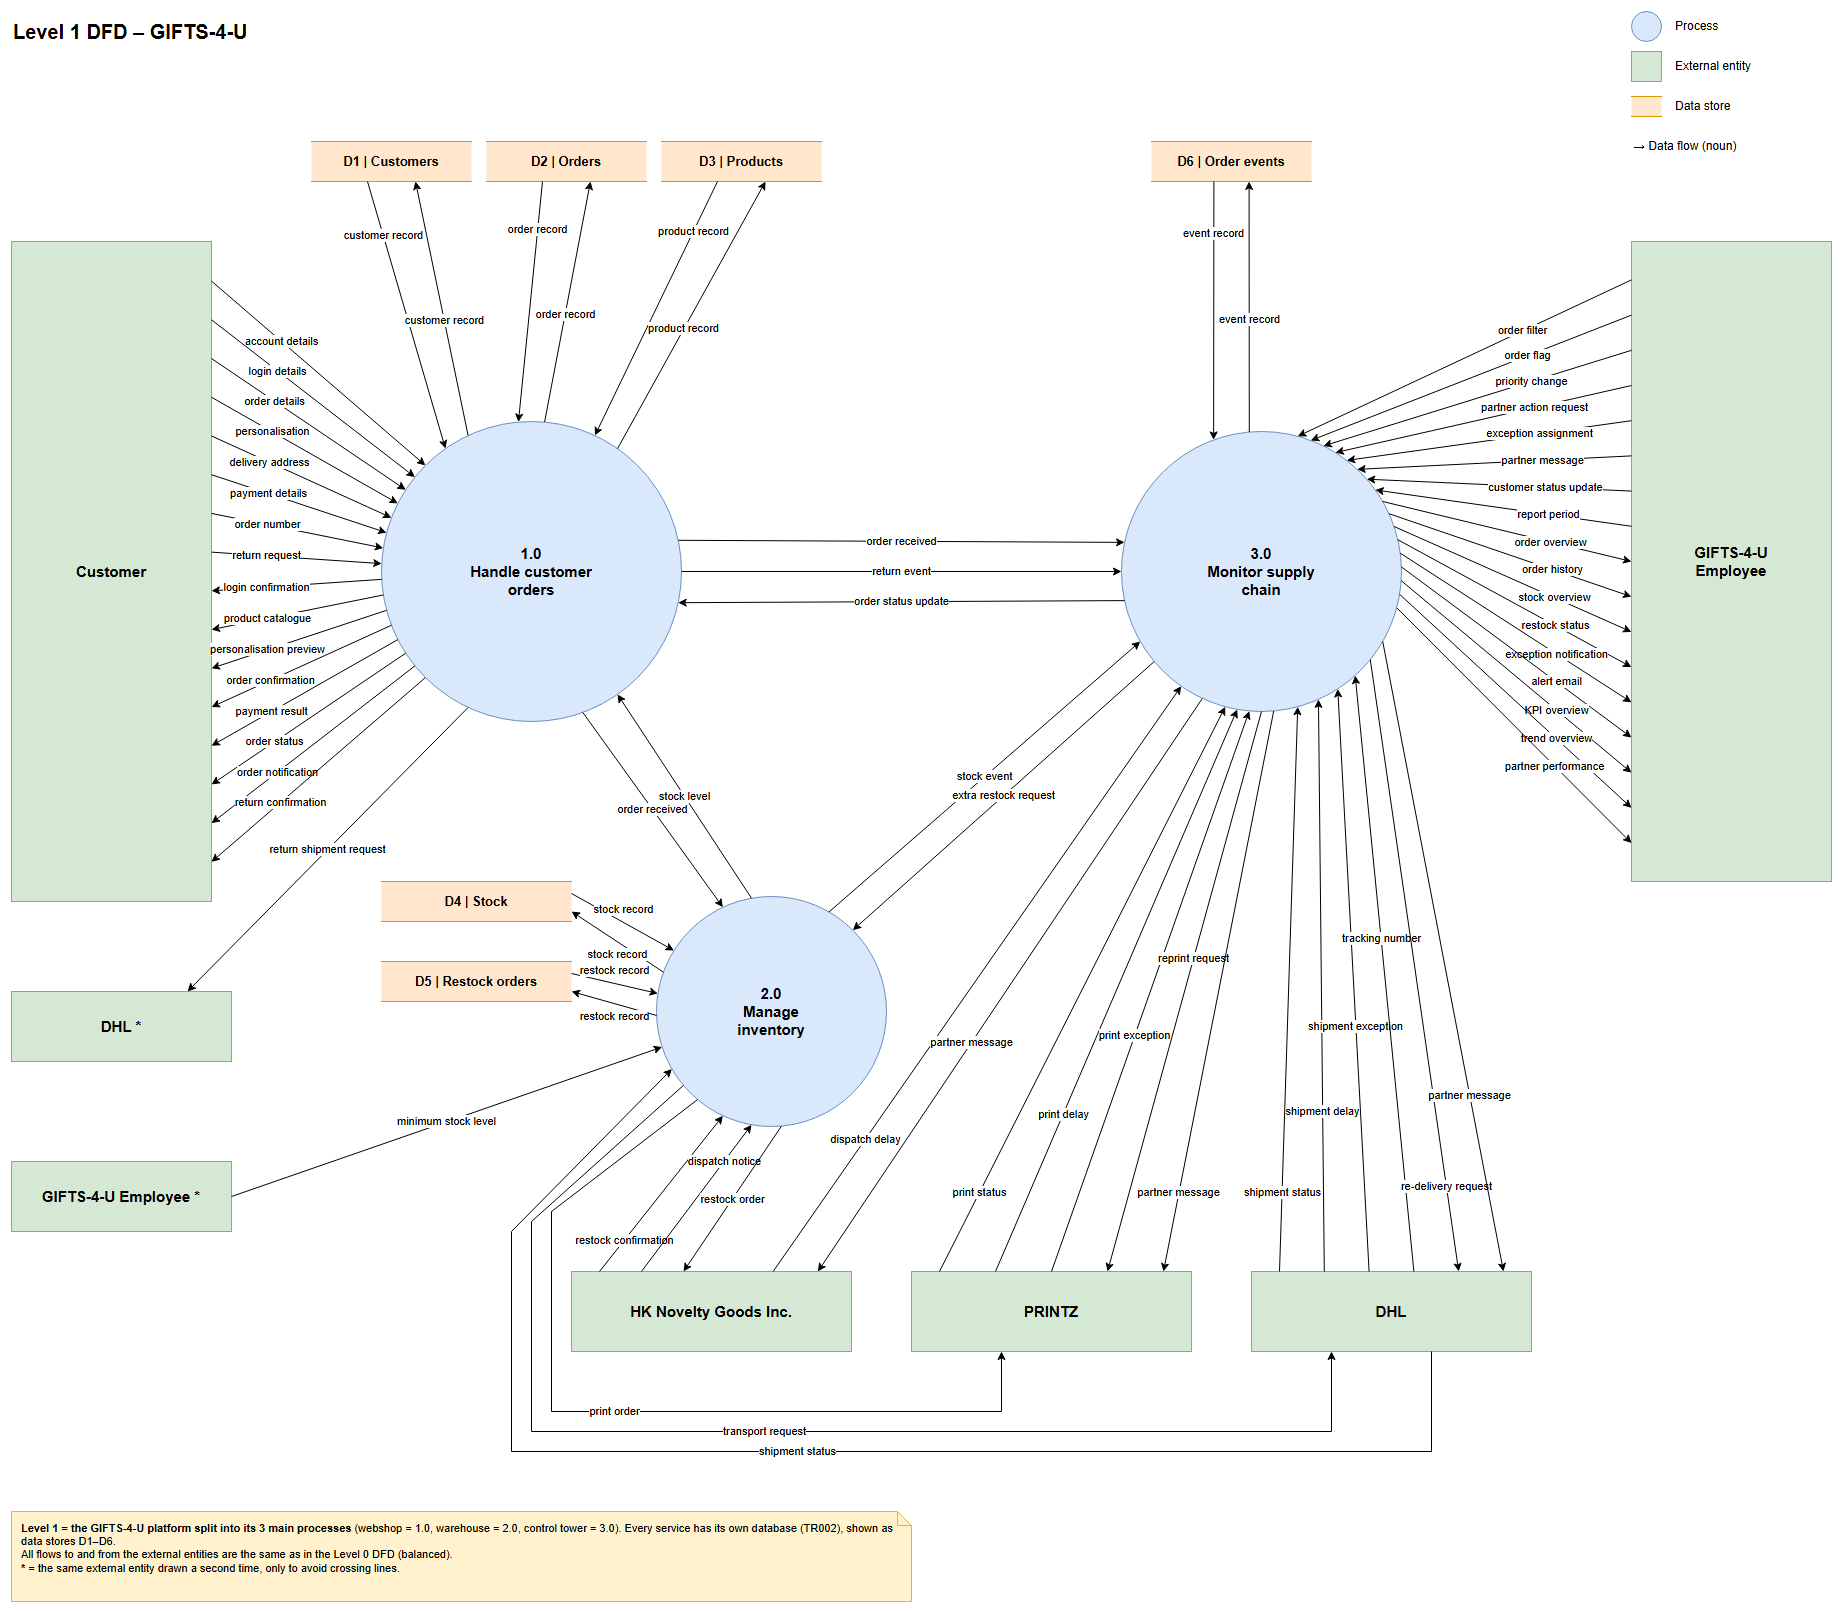 Level 1 DFD – GIFTS-4-U
Process
External entity
Data store
→ Data flow (noun)
D1 | Customers
D2 | Orders
D3 | Products
D6 | Order events
customer record
order record
product record
event record
customer record
order record
product record
event record
Customer
account details
login details
order details
personalisation
delivery address
payment details
order number
return request
login confirmation
product catalogue
personalisation preview
order confirmation
payment result
order status
order notification
return confirmation
return shipment request
1.0
Handle customer
orders
order received
return event
order status update
3.0
Monitor supply
chain
order filter
order flag
priority change
partner action request
exception assignment
partner message
customer status update
report period
order overview
order history
stock overview
restock status
exception notification
alert email
KPI overview
trend overview
partner performance
GIFTS-4-U
Employee
stock level
order received
stock event
extra restock request
D4 | Stock
stock record
stock record
D5 | Restock orders
restock record
restock record
2.0
Manage
inventory
DHL *
minimum stock level
GIFTS-4-U Employee *
dispatch notice
restock order
restock confirmation
dispatch delay
partner message
print status
print delay
print exception
reprint request
partner message
shipment status
shipment delay
shipment exception
tracking number
re-delivery request
partner message
HK Novelty Goods Inc.
PRINTZ
DHL
print order
transport request
shipment status
Level 1 = the GIFTS-4-U platform split into its 3 main processes (webshop = 1.0, warehouse = 2.0, control tower = 3.0). Every service has its own database (TR002), shown as
data stores D1–D6.
All flows to and from the external entities are the same as in the Level 0 DFD (balanced).
* = the same external entity drawn a second time, only to avoid crossing lines.